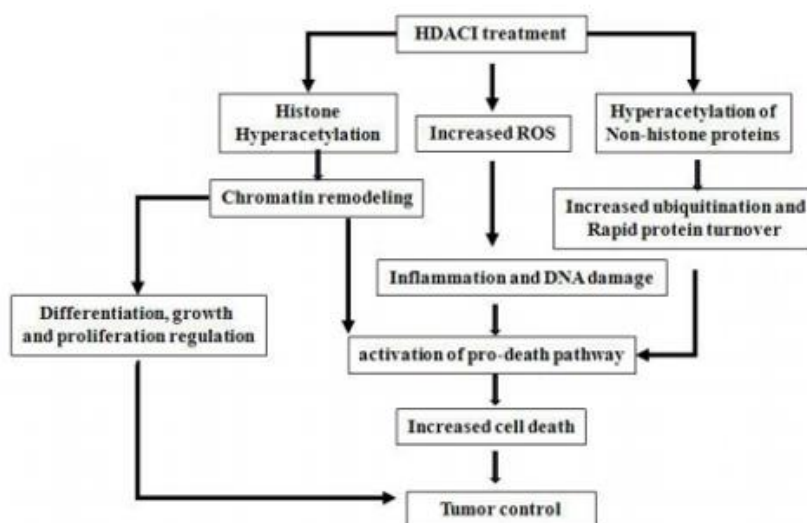 HDACI treatment
Histone
Hyperacetylation
Increased ROS
Hyperacetylation of
Non-histone proteins
Chromatin remodeling
Increased ubiquitination and
Rapid protein turnover
Inflammation and DNA damage
Differentiation, growth
and proliferation regulation
activation of pro-death pathway
Increased cell death
Tumor control